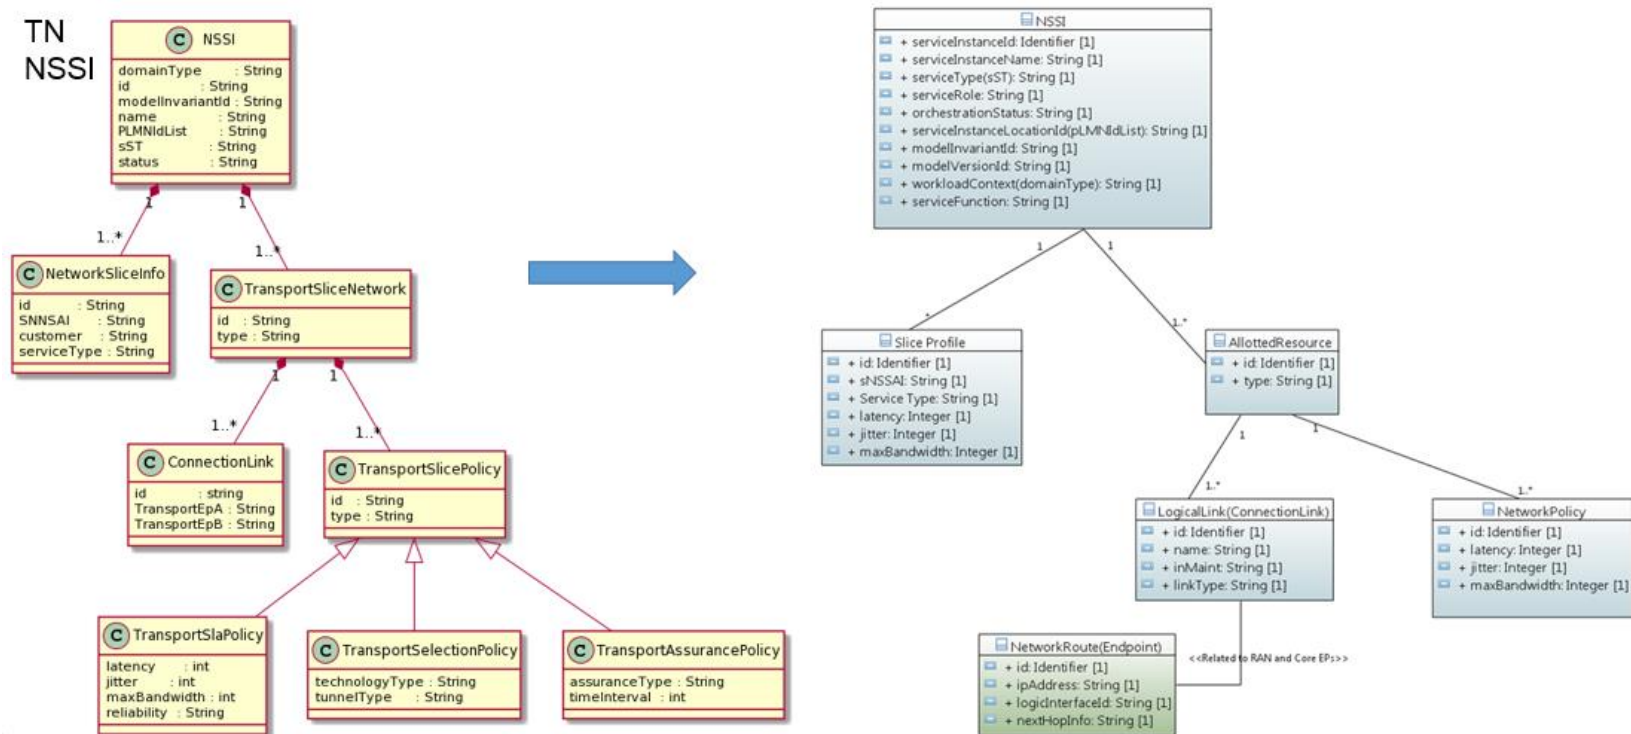 TN
NSSI
C NSSI
domainType : String
id : String
modelInvariantId : String
name : String
PLMNIdList : String
sST : String
status : String
1
1
1..*
1..*
C NetworkSliceInfo
id : String
SNNSAI : String
customer : String
serviceType : String
C TransportSliceNetwork
id : String
type : String
1
1
1..*
1..*
C ConnectionLink
id : string
TransportEpA : String
TransportEpB : String
C TransportSlicePolicy
id : String
type : String
C TransportSlaPolicy
latency : int
jitter : int
maxBandwidth : int
reliability : String
C TransportSelectionPolicy
technologyType : String
tunnelType : String
C TransportAssurancePolicy
assuranceType : String
timeInterval : int
NSSI
+ serviceInstanceId: Identifier [1]
+ serviceInstanceName: String [1]
+ serviceType(sST): String [1]
+ serviceRole: String [1]
+ orchestrationStatus: String [1]
+ serviceInstanceLocationId(pLMNIdList): String [1]
+ modelInvariantId: String [1]
+ modelVersionId: String [1]
+ workloadContext(domainType): String [1]
+ serviceFunction: String [1]
1
1
*
1..*
Slice Profile
+ id: Identifier [1]
+ sNSSAI: String [1]
+ Service Type: String [1]
+ latency: Integer [1]
+ jitter: Integer [1]
+ maxBandwidth: Integer [1]
AllottedResource
+ id: Identifier [1]
+ type: String [1]
1
1
1..*
1..*
LogicalLink(ConnectionLink)
+ id: Identifier [1]
+ name: String [1]
+ inMaint: String [1]
+ linkType: String [1]
NetworkPolicy
+ id: Identifier [1]
+ latency: Integer [1]
+ jitter: Integer [1]
+ maxBandwidth: Integer [1]
NetworkRoute(Endpoint)
+ id: Identifier [1]
+ ipAddress: String [1]
+ logicInterfaceId: String [1]
+ nextHopInfo: String [1]
<<Related to RAN and Core EPs>>